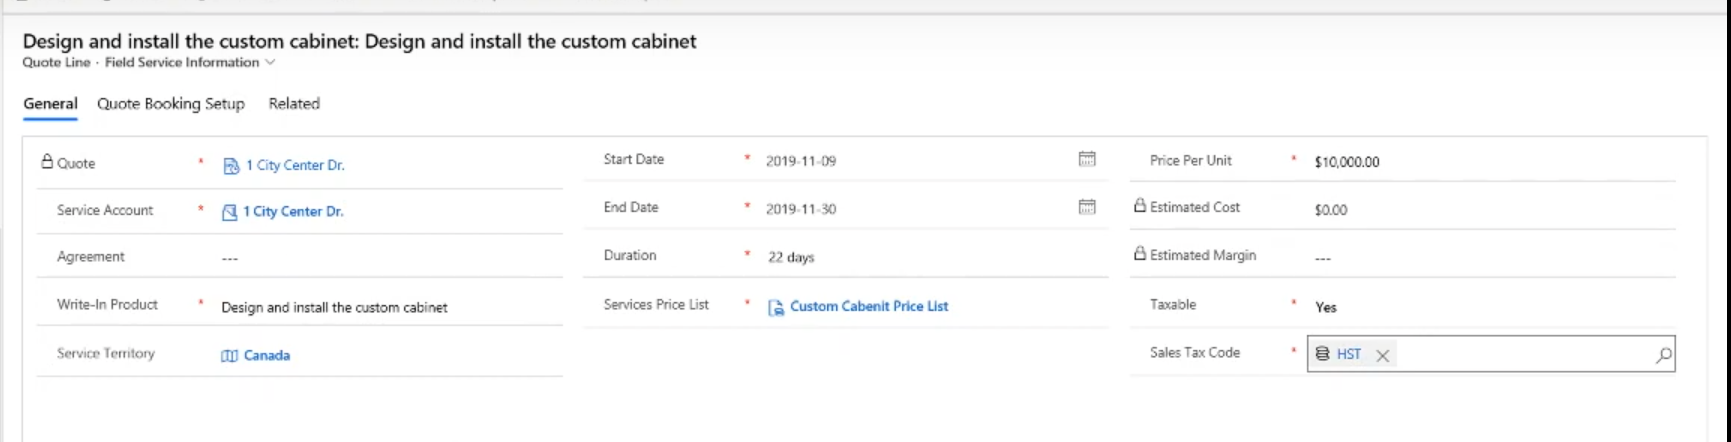 Design and install the custom cabinet: Design and install the custom cabinet
Quote Line · Field Service Information
General Quote Booking Setup Related
Quote * 1 City Center Dr.
Service Account * 1 City Center Dr.
Agreement ---
Write-In Product * Design and install the custom cabinet
Service Territory Canada
Start Date * 2019-11-09
End Date * 2019-11-30
Duration * 22 days
Services Price List * Custom Cabenit Price List
Price Per Unit * $10,000.00
Estimated Cost $0.00
Estimated Margin ---
Taxable * Yes
Sales Tax Code * HST